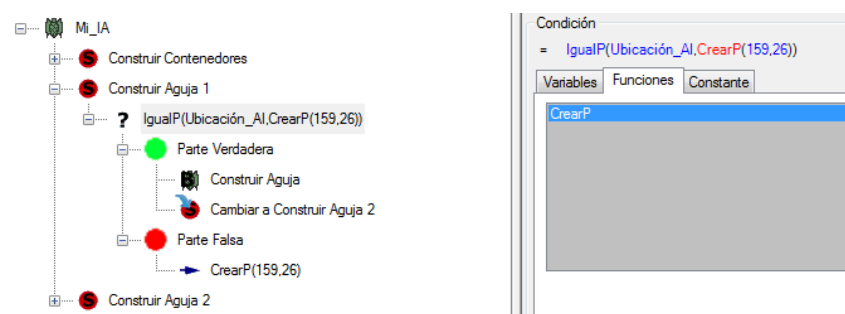 Mi_IA
Construir Contenedores
Construir Aguja 1
? IgualP(Ubicación_AI,CrearP(159,26))
Parte Verdadera
Construir Aguja
Cambiar a Construir Aguja 2
Parte Falsa
CrearP(159,26)
Construir Aguja 2
Condición
= IgualP(Ubicación_AI,CrearP(159,26))
Variables Funciones Constante
CrearP